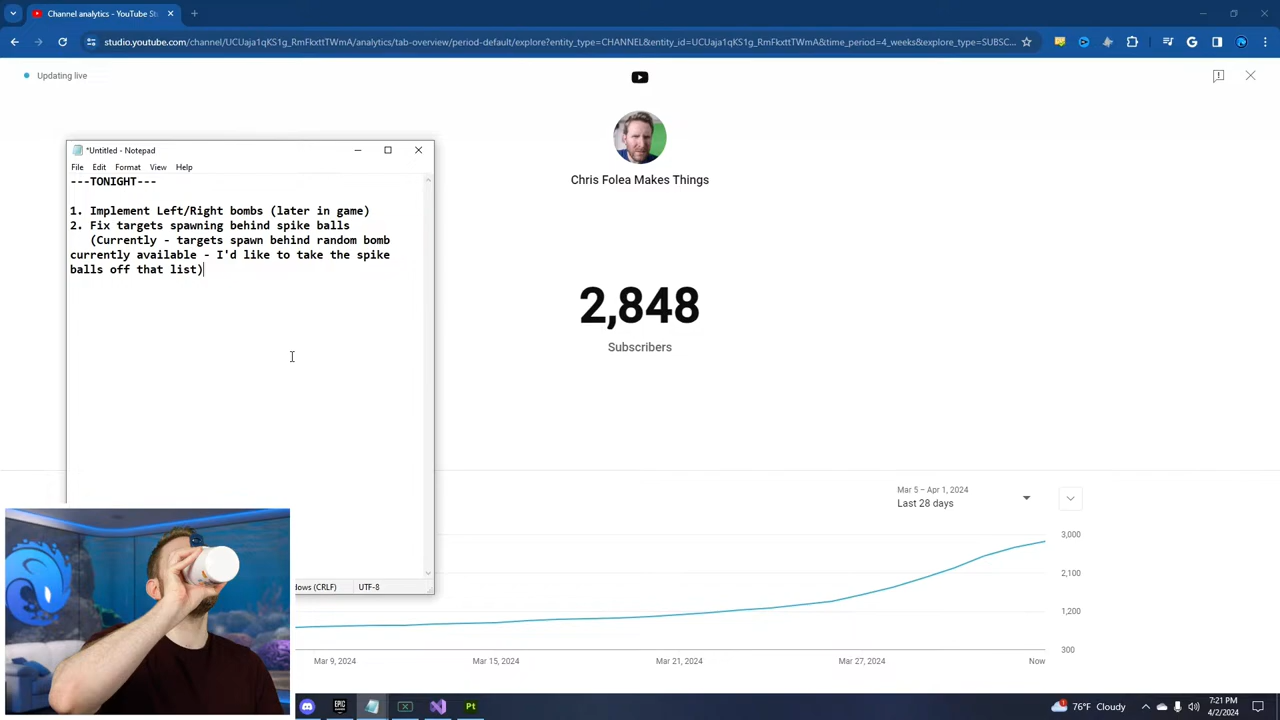 Channel analytics - YouTube St
studio.youtube.com/channel/UCUaja1qKS1g_RmFkxttTWmA/analytics/tab-overview/period-default/explore?entity_type=CHANNEL&entity_id=UCUaja1qKS1g_RmFkxttTWmA&time_period=4_weeks&explore_type=SUBSC...
Updating live
Chris Folea Makes Things
*Untitled - Notepad
File Edit Format View Help
---TONIGHT---
1. Implement Left/Right bombs (later in game)
2. Fix targets spawning behind spike balls
(Currently - targets spawn behind random bomb
currently available - I'd like to take the spike
balls off that list)
2,848
Subscribers
Mar 5 – Apr 1, 2024
Last 28 days
3,000
2,100
1,200
300
dows (CRLF) UTF-8
Mar 9, 2024 Mar 15, 2024 Mar 21, 2024 Mar 27, 2024 Now
EPIC
Pt
1
76°F Cloudy
7:21 PM
4/2/2024